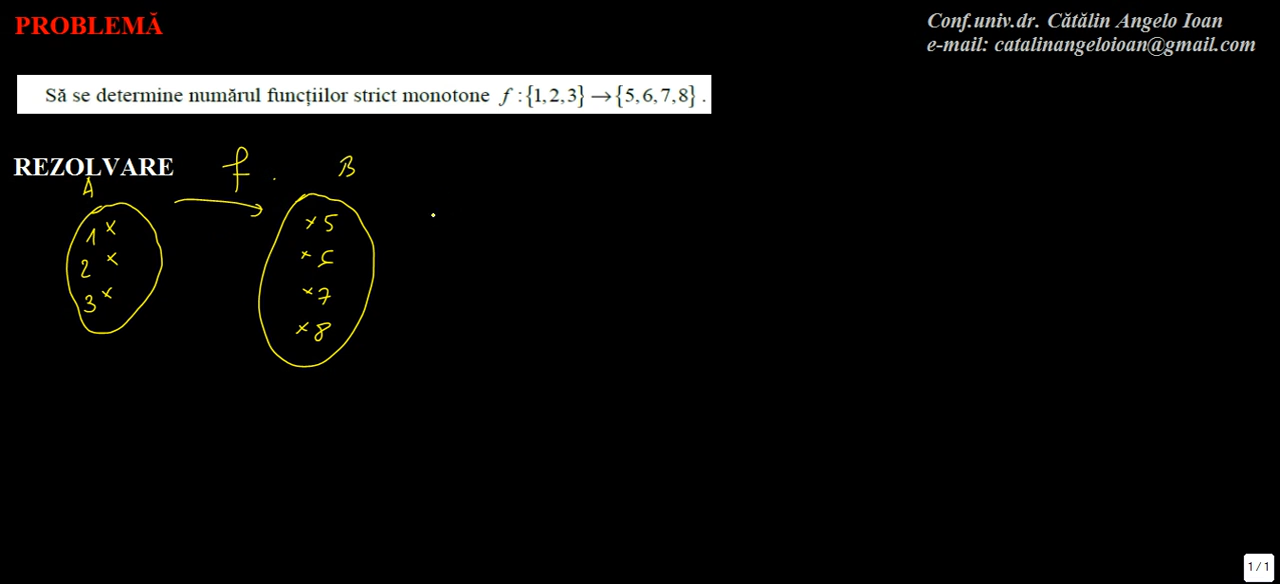 PROBLEMĂ
Conf.univ.dr. Cătălin Angelo Ioan
e-mail: catalinangeloioan@gmail.com
Să se determine numărul funcțiilor strict monotone f : {1,2,3} → {5,6,7,8} .
REZOLVARE
f
B
A
1 ×
2 ×
3 ×
× 5
× 6
× 7
× 8
1 / 1